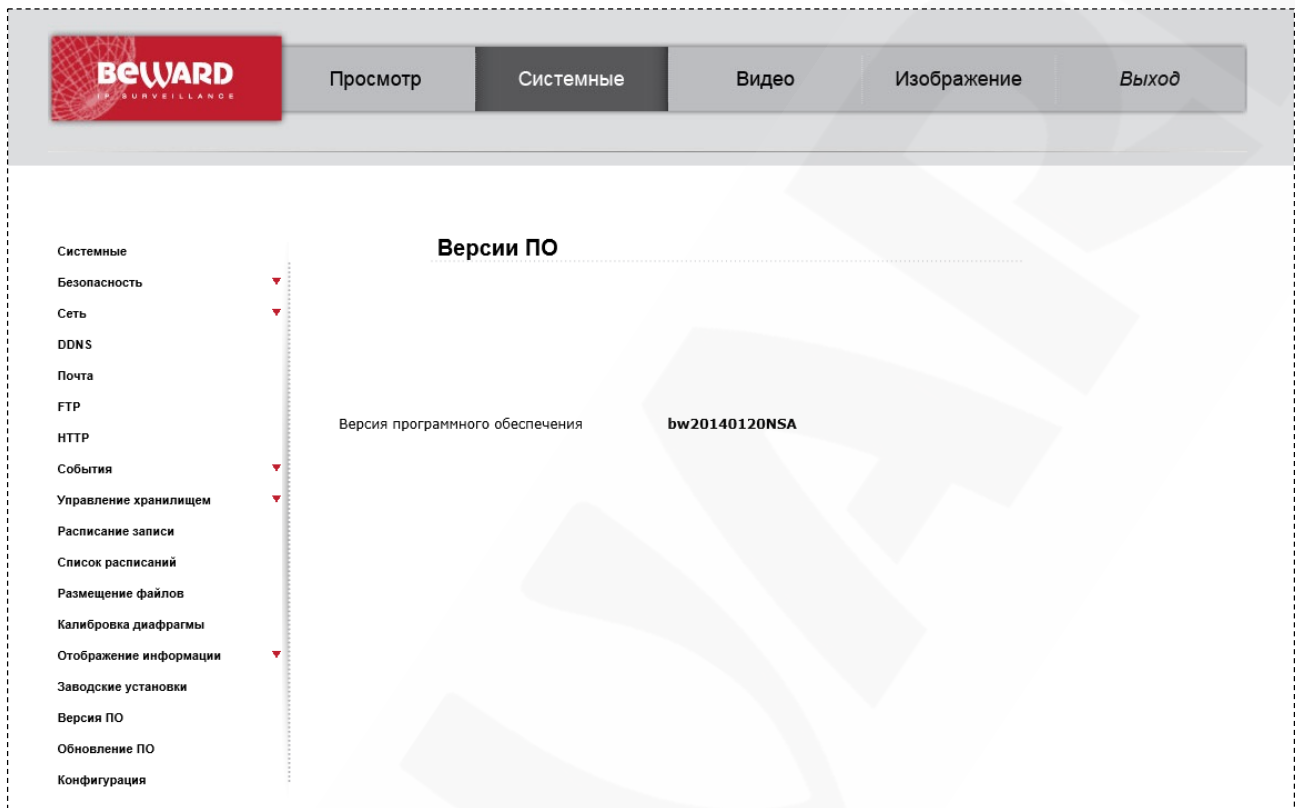 BEWARD
IP SURVEILLANCE
Просмотр
Системные
Видео
Изображение
Выход
Версии ПО
Системные
Безопасность
Сеть
DDNS
Почта
FTP
HTTP
События
Управление хранилищем
Расписание записи
Список расписаний
Размещение файлов
Калибровка диафрагмы
Отображение информации
Заводские установки
Версия ПО
Обновление ПО
Конфигурация
Версия программного обеспечения bw20140120NSA